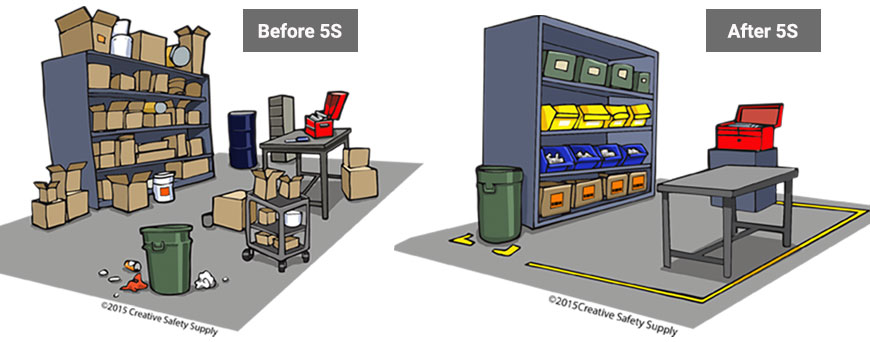 Before 5S
After 5S
©2015 Creative Safety Supply
©2015Creative Safety Supply